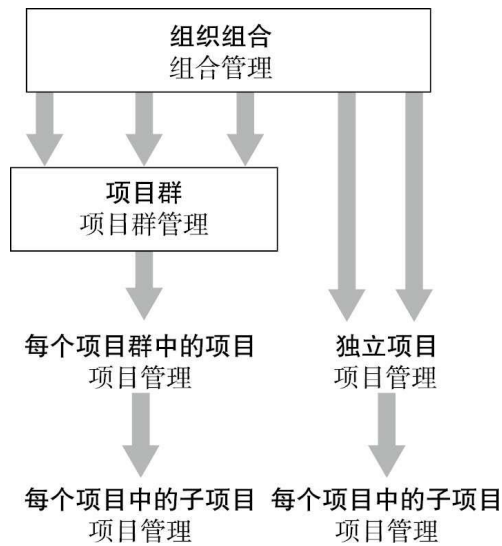 组织组合
组合管理
项目群
项目群管理
每个项目群中的项目
项目管理
独立项目
项目管理
每个项目中的子项目
项目管理
每个项目中的子项目
项目管理